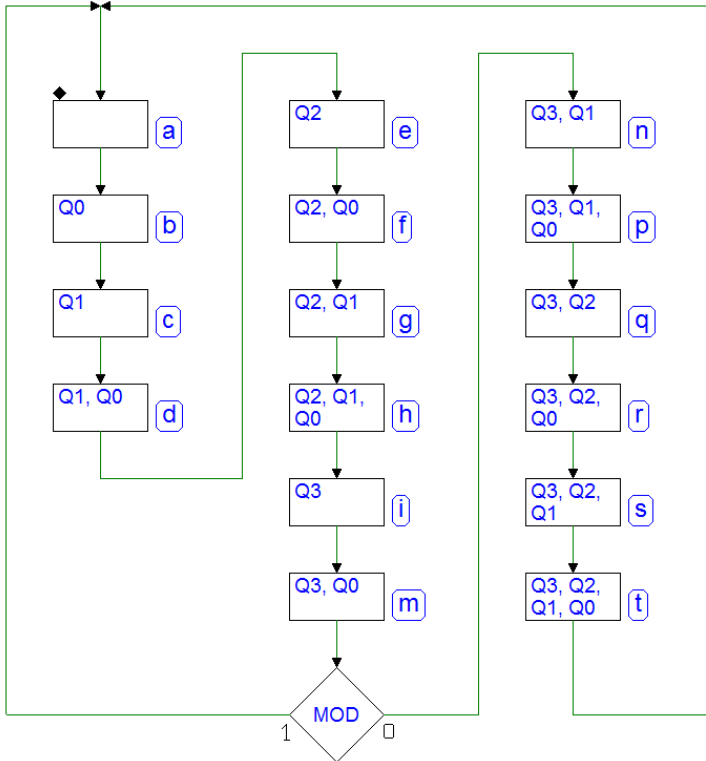 a
Q0
b
Q1
c
Q1, Q0
d
Q2
e
Q2, Q0
f
Q2, Q1
g
Q2, Q1,
Q0
h
Q3
i
Q3, Q0
m
MOD
1
0
Q3, Q1
n
Q3, Q1,
Q0
p
Q3, Q2
q
Q3, Q2,
Q0
r
Q3, Q2,
Q1
s
Q3, Q2,
Q1, Q0
t